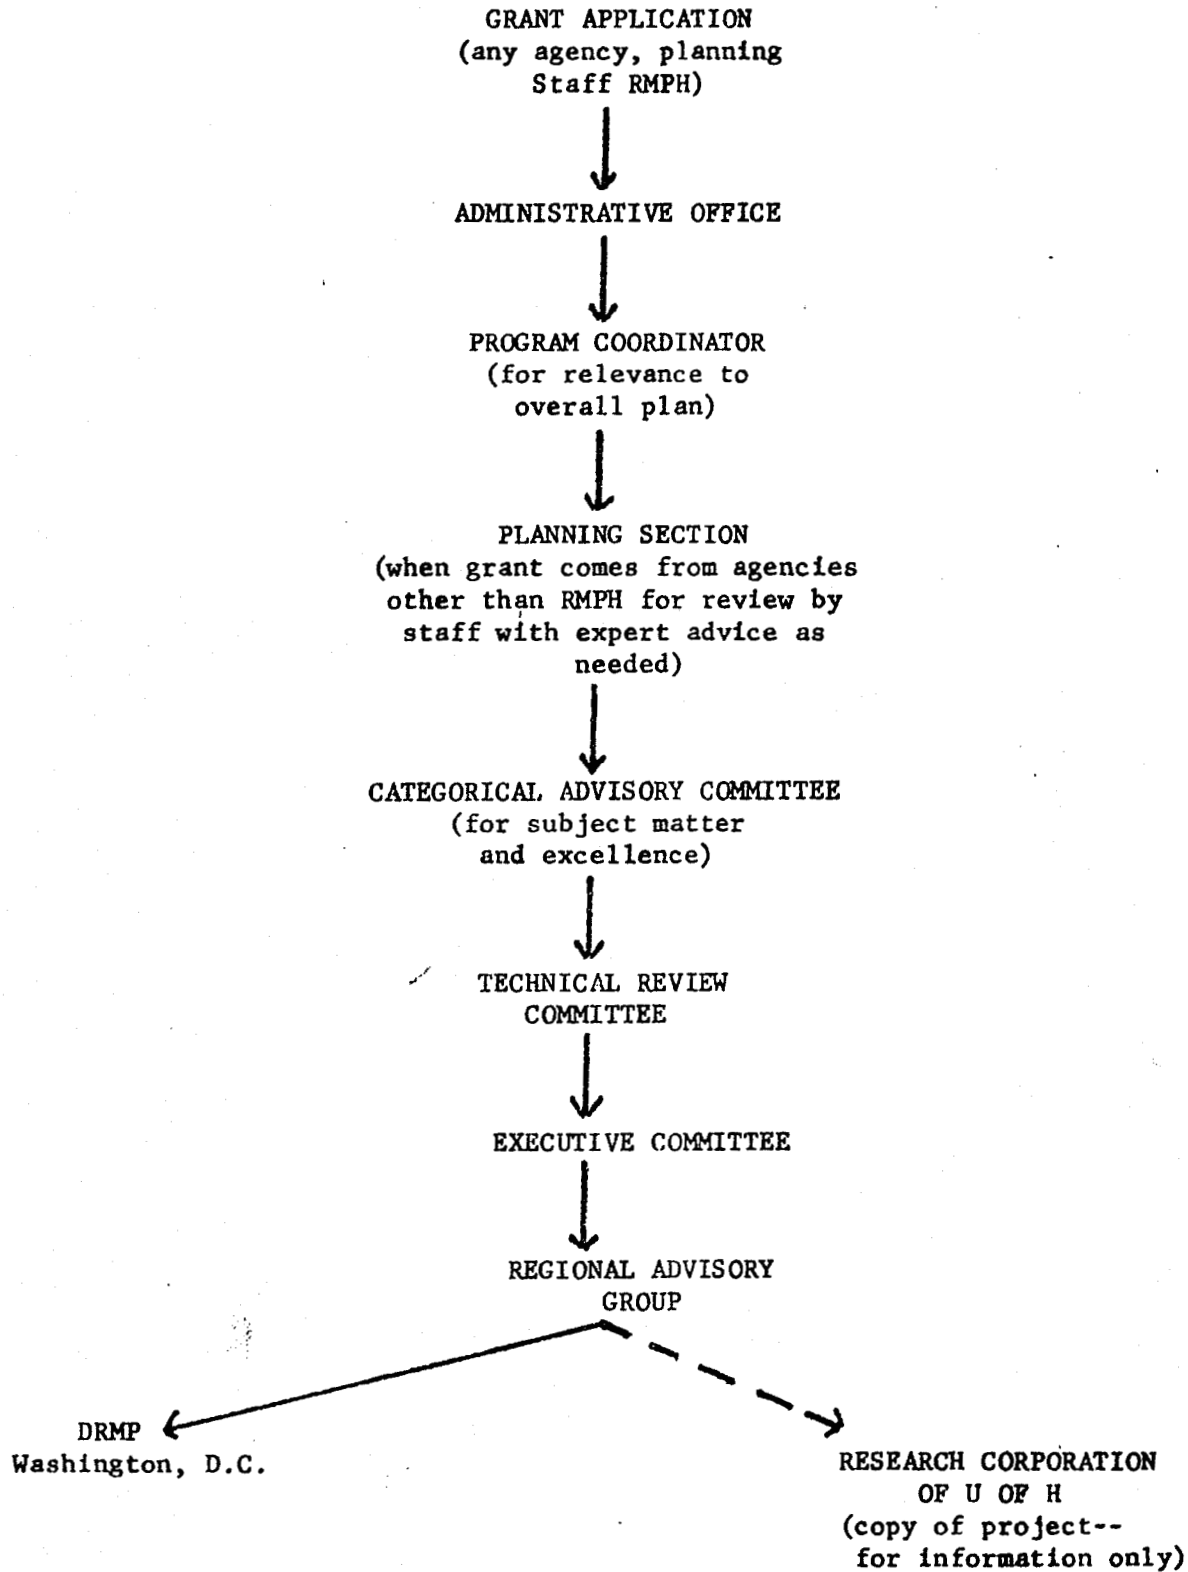 GRANT APPLICATION
(any agency, planning
Staff RMPH)
ADMINISTRATIVE OFFICE
PROGRAM COORDINATOR
(for relevance to
overall plan)
PLANNING SECTION
(when grant comes from agencies
other than RMPH for review by
staff with expert advice as
needed)
CATEGORICAL ADVISORY COMMITTEE
(for subject matter
and excellence)
TECHNICAL REVIEW
COMMITTEE
EXECUTIVE COMMITTEE
REGIONAL ADVISORY
GROUP
DRMP
Washington, D.C.
RESEARCH CORPORATION
OF U OF H
(copy of project--
for information only)